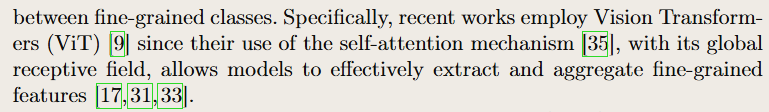 between fine-grained classes. Specifically, recent works employ Vision Transform-
ers (ViT) [9] since their use of the self-attention mechanism [35], with its global
receptive field, allows models to effectively extract and aggregate fine-grained
features [17,31,33].